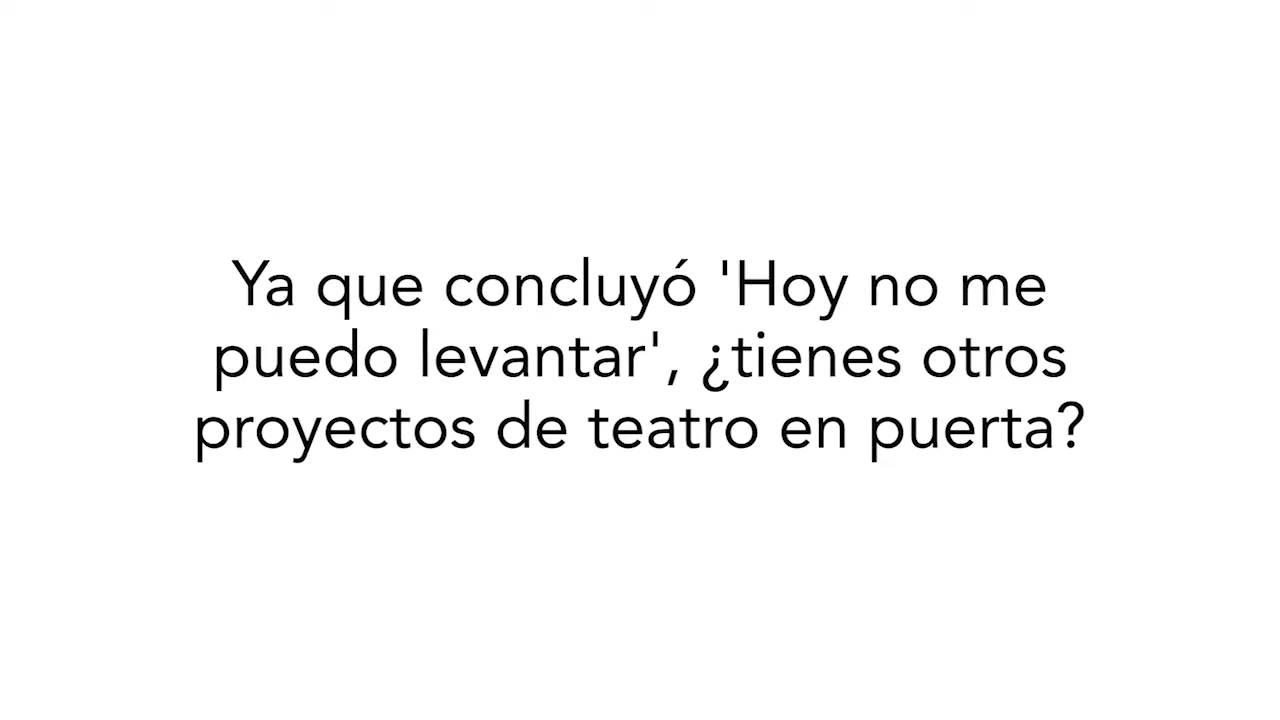 Ya que concluyó 'Hoy no me
puedo levantar', ¿tienes otros
proyectos de teatro en puerta?